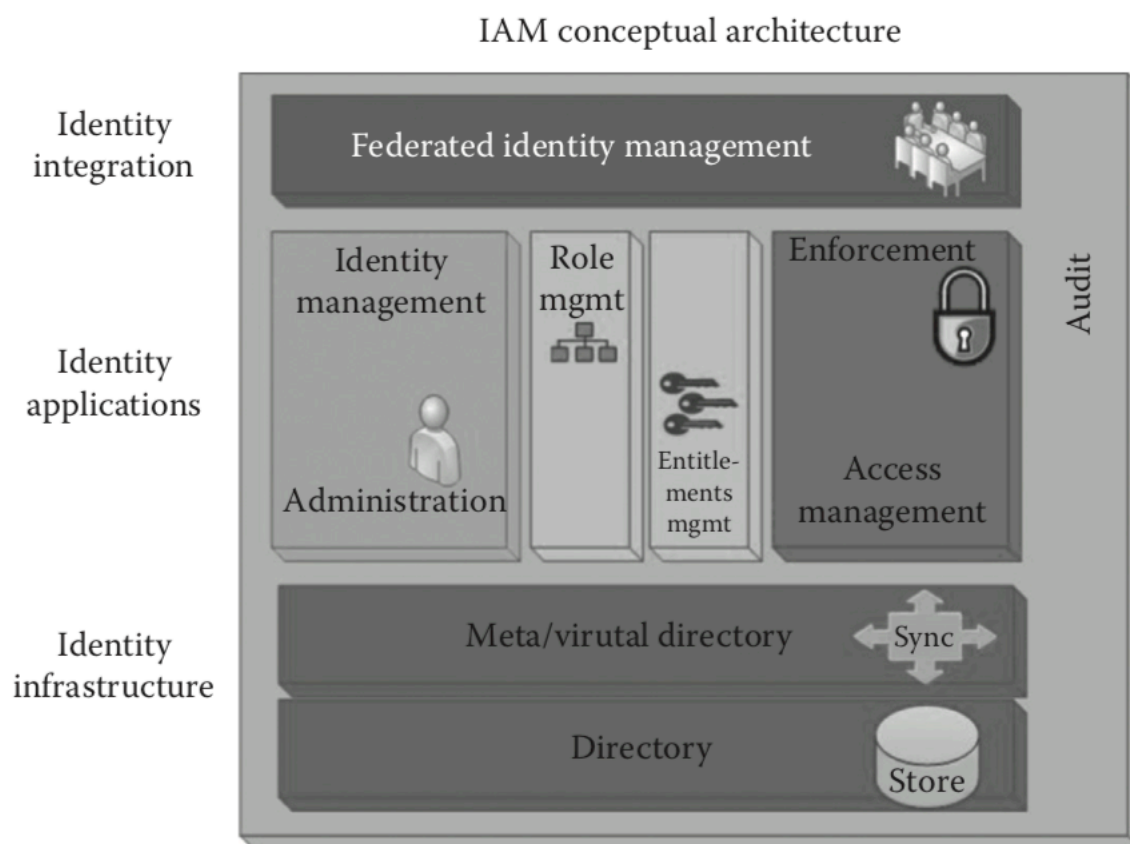 IAM conceptual architecture
Identity
integration
Federated identity management
Identity
applications
Identity
management
Administration
Role
mgmt
Entitle-
ments
mgmt
Enforcement
Access
management
Audit
Identity
infrastructure
Meta/virutal directory
Sync
Directory
Store